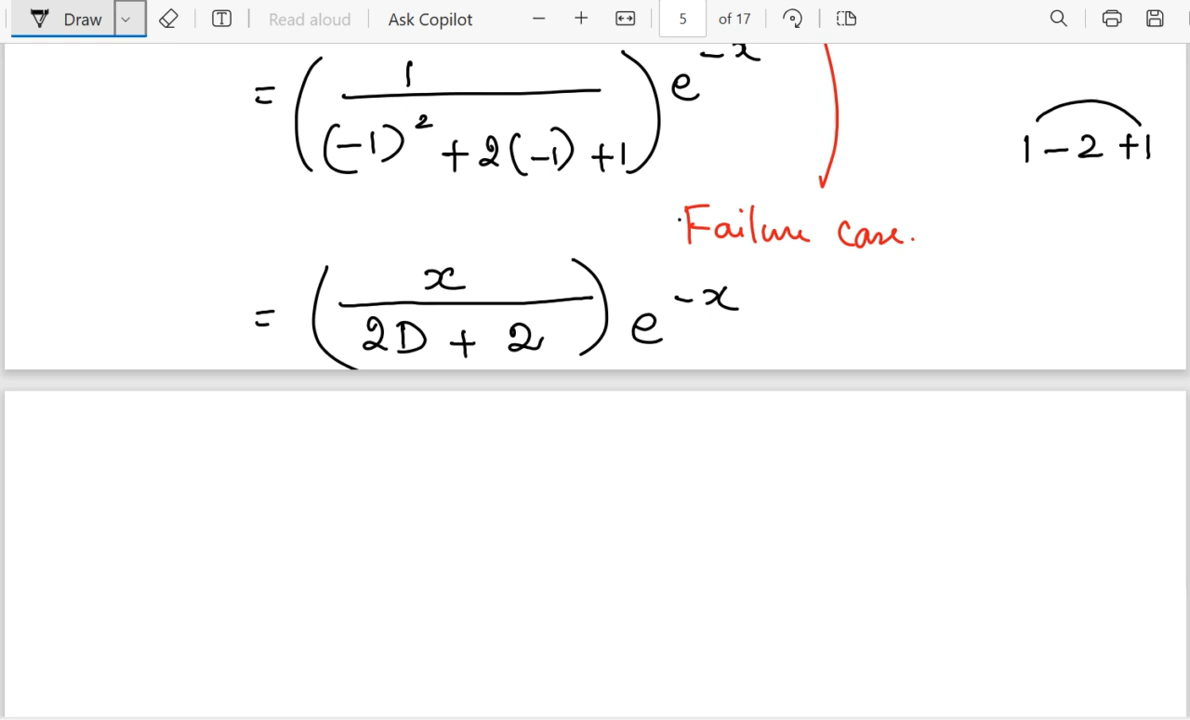 Draw Read aloud Ask Copilot − + 5 of 17
= (1 / ((-1)² + 2(-1) + 1)) e^{-x}
1 - 2 + 1
Failure case.
= (x / (2D + 2)) e^{-x}